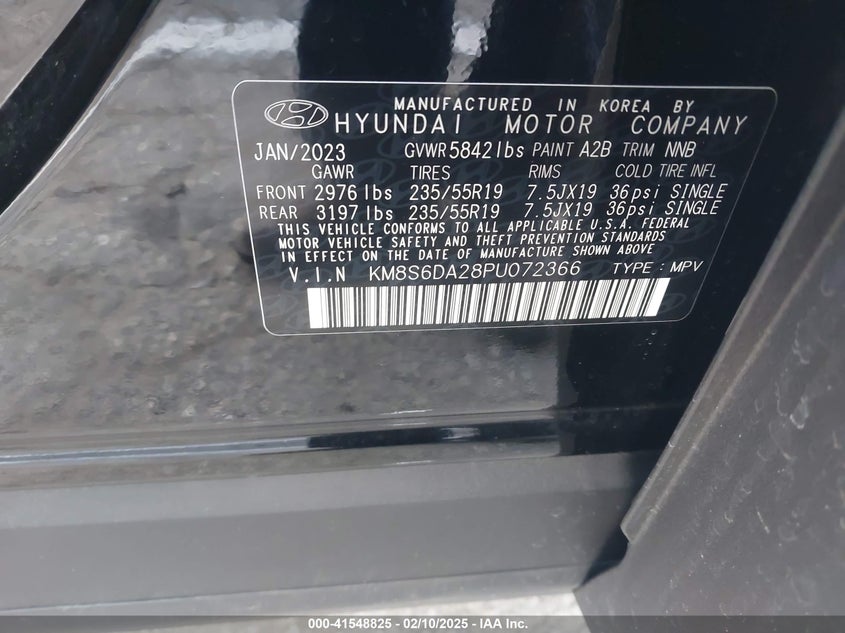 MANUFACTURED IN KOREA BY
HYUNDAI MOTOR COMPANY
JAN/2023 GVWR 5842 lbs PAINT A2B TRIM NNB
GAWR TIRES RIMS COLD TIRE INFL
FRONT 2976 lbs 235/55R19 7.5JX19 36psi SINGLE
REAR 3197 lbs 235/55R19 7.5JX19 36psi SINGLE
THIS VEHICLE CONFORMS TO ALL APPLICABLE U.S.A. FEDERAL
MOTOR VEHICLE SAFETY AND THEFT PREVENTION STANDARDS
IN EFFECT ON THE DATE OF MANUFACTURE SHOWN ABOVE
V.I.N KM8S6DA28PU072366 TYPE : MPV
000-41548825 - 02/10/2025 - IAA Inc.